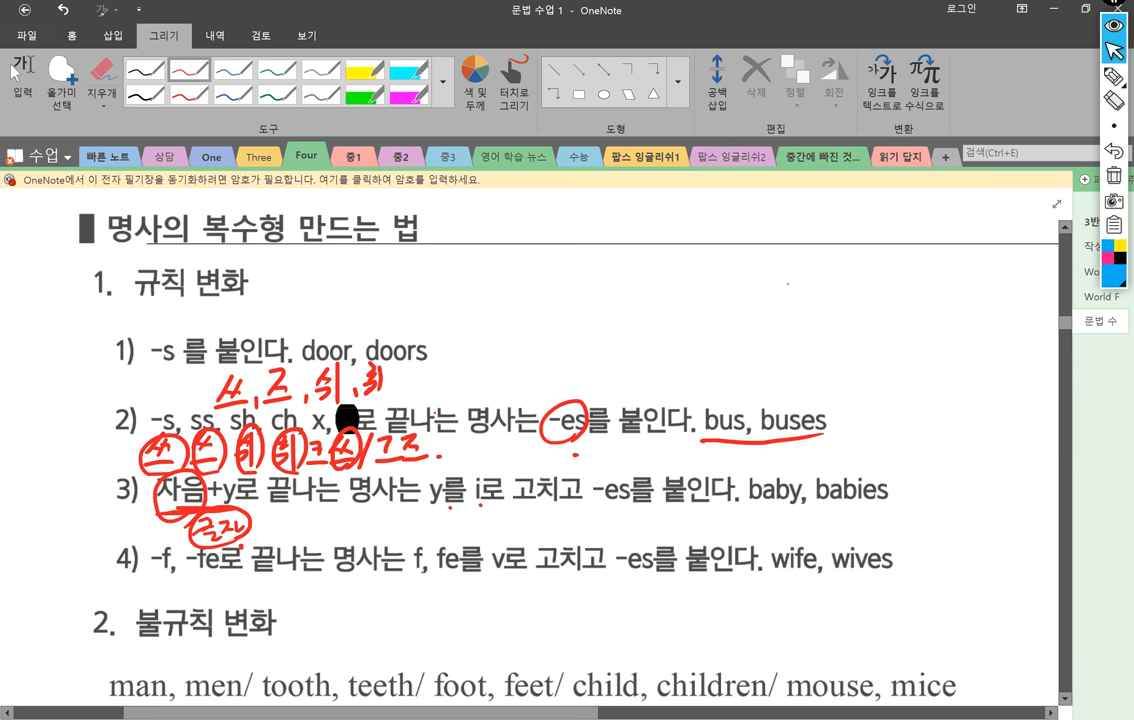 문법 수업 1 - OneNote
로그인
파일 홈 삽입 그리기 내역 검토 보기
입력 올가미 선택 지우개 색 및 두께 터치로 그리기 공백 삽입 삭제 정렬 회전 잉크를 텍스트로 잉크를 수식으로
도구 도형 편집 변환
수업 빠른 노트 상담 One Three Four 중1 중2 중3 영어 학습 뉴스 수능 팝스 잉글쉬1 팝스 잉글쉬2 중간에 빠진 것... 읽기 답지 + 검색(Ctrl+E)
OneNote에서 이 전자 필기장을 동기화하려면 암호가 필요합니다. 여기를 클릭하여 암호를 입력하세요.
명사의 복수형 만드는 법
3반
작성
1. 규칙 변화
Wo
World F
문법 수
1) -s 를 붙인다. door, doors
2) -s, ss, sh, ch, x, 로 끝나는 명사는 -es를 붙인다. bus, buses
3) 자음+y로 끝나는 명사는 y를 i로 고치고 -es를 붙인다. baby, babies
글자
4) -f, -fe로 끝나는 명사는 f, fe를 v로 고치고 -es를 붙인다. wife, wives
2. 불규칙 변화
man, men/ tooth, teeth/ foot, feet/ child, children/ mouse, mice